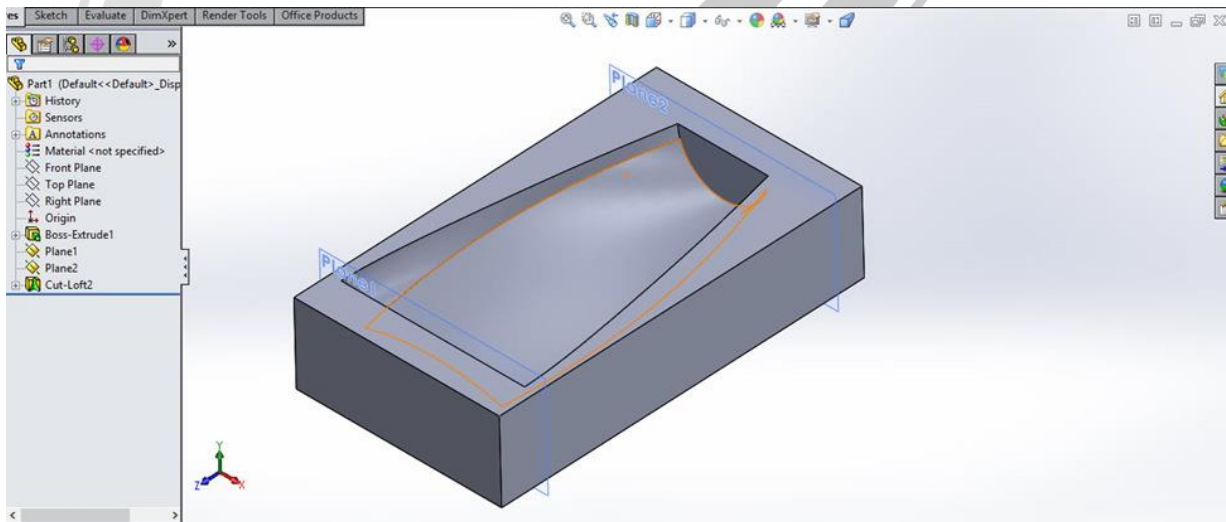 es Sketch Evaluate DimXpert Render Tools Office Products
»
Part1 (Default<<Default>_Disp
History
Sensors
Annotations
Material <not specified>
Front Plane
Top Plane
Right Plane
Origin
Boss-Extrude1
Plane1
Plane2
Cut-Loft2
Plane2
Plane1
Y
Z X